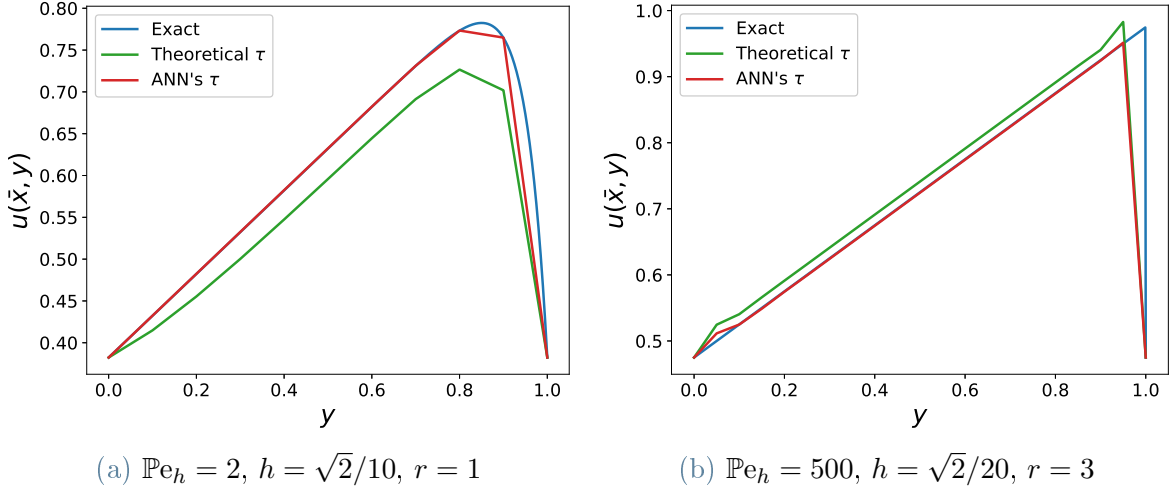 0.80
0.75
0.70
0.65
0.60
0.55
0.50
0.45
0.40
u(x̄, y)
Exact
Theoretical τ
ANN's τ
0.0 0.2 0.4 0.6 0.8 1.0
y
(a) ℙe_h = 2, h = √2/10, r = 1
1.0
0.9
0.8
0.7
0.6
0.5
u(x̄, y)
Exact
Theoretical τ
ANN's τ
0.0 0.2 0.4 0.6 0.8 1.0
y
(b) ℙe_h = 500, h = √2/20, r = 3